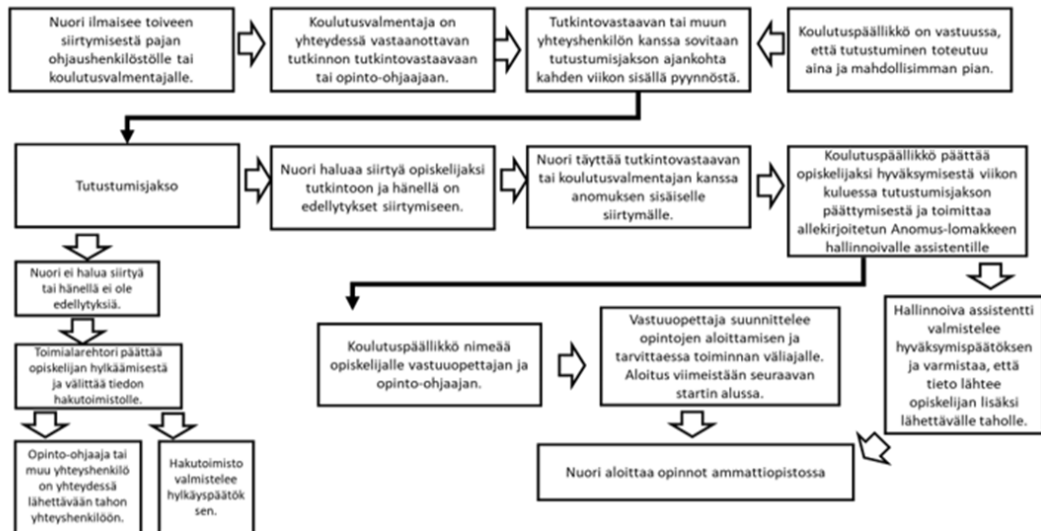 Nuori ilmaisee toiveen
siirtymisestä pajan
ohjaushenkilöstölle tai
koulutusvalmentajalle.
Koulutusvalmentaja on
yhteydessä vastaanottavan
tutkinnon tutkintovastaavaan
tai opinto-ohjaajaan.
Tutkintovastaavan tai muun
yhteyshenkilön kanssa sovitaan
tutustumisjakson ajankohta
kahden viikon sisällä pyynnöstä.
Koulutuspäällikkö on vastuussa,
että tutustuminen toteutuu
aina ja mahdollisimman pian.
Tutustumisjakso
Nuori haluaa siirtyä opiskelijaksi
tutkintoon ja hänellä on
edellytykset siirtymiseen.
Nuori täyttää tutkintovastaavan
tai koulutusvalmentajan kanssa
anomuksen sisäiselle
siirtymälle.
Koulutuspäällikkö päättää
opiskelijaksi hyväksymisestä viikon
kuluessa tutustumisjakson
päättymisestä ja toimittaa
allekirjoitetun Anomus-lomakkeen
hallinnoivalle assistentille
Nuori ei halua siirtyä
tai hänellä ei ole
edellytyksiä.
Toimialarehtori päättää
opiskelijan hylkäämisestä
ja välittää tiedon
hakutoimistolle.
Opinto-ohjaaja tai
muu yhteyshenkilö
on yhteydessä
lähettävään tahon
yhteyshenkilöön.
Hakutoimisto
valmistelee
hylkäyspäätök
sen.
Koulutuspäällikkö nimeää
opiskelijalle vastuuopettajan ja
opinto-ohjaajan.
Vastuuopettaja suunnittelee
opintojen aloittamisen ja
tarvittaessa toiminnan väliajalle.
Aloitus viimeistään seuraavan
startin alussa.
Hallinnoiva assistentti
valmistelee
hyväksymispäätöksen
ja varmistaa, että
tieto lähtee
opiskelijan lisäksi
lähettävälle taholle.
Nuori aloittaa opinnot ammattiopistossa